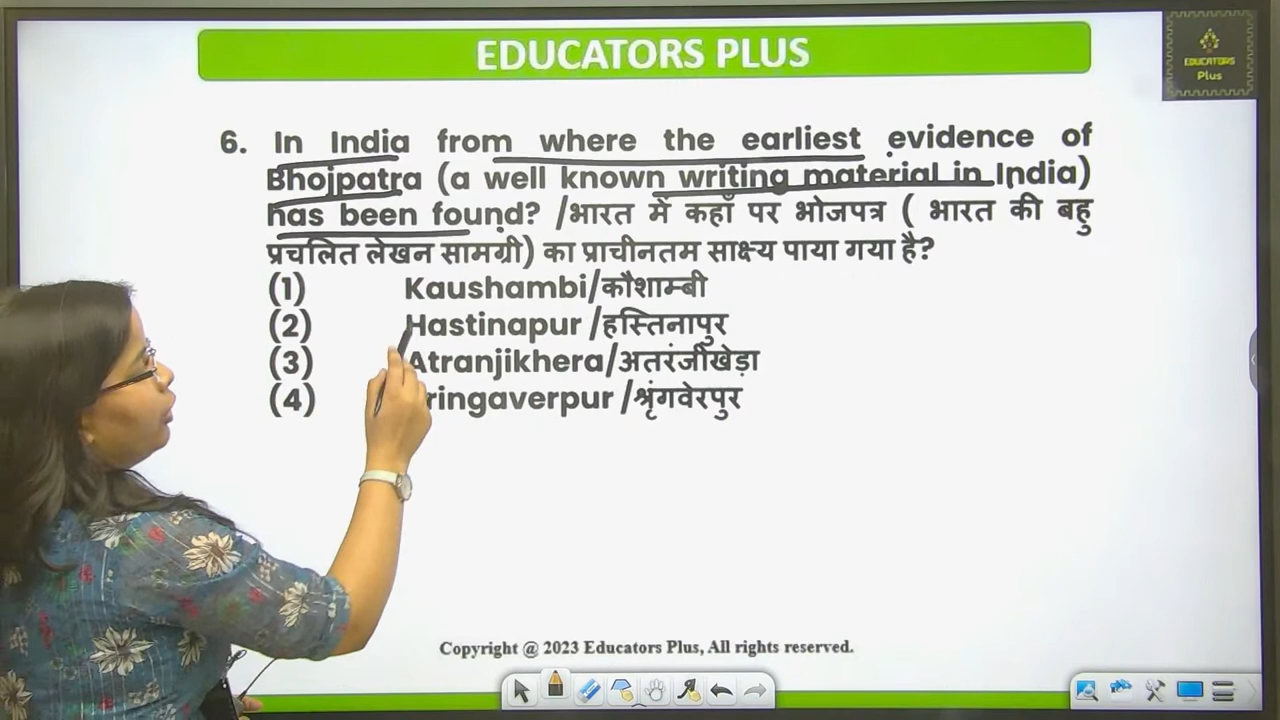 EDUCATORS PLUS
EDUCATORS
Plus
6. In India from where the earliest evidence of
Bhojpatra (a well known writing material in India)
has been found? /भारत में कहाँ पर भोजपत्र ( भारत की बहु
प्रचलित लेखन सामग्री) का प्राचीनतम साक्ष्य पाया गया है?
(1) Kaushambi/कौशाम्बी
(2) Hastinapur /हस्तिनापुर
(3) Atranjikhera/अतरंजीखेड़ा
(4) ringaverpur /श्रृंगवेरपुर
Copyright @ 2023 Educators Plus, All rights reserved.